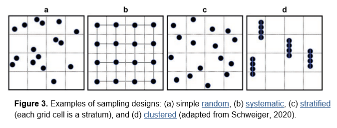 a b c d
Figure 3. Examples of sampling designs: (a) simple random, (b) systematic, (c) stratified
(each grid cell is a stratum), and (d) clustered (adapted from Schweiger, 2020).